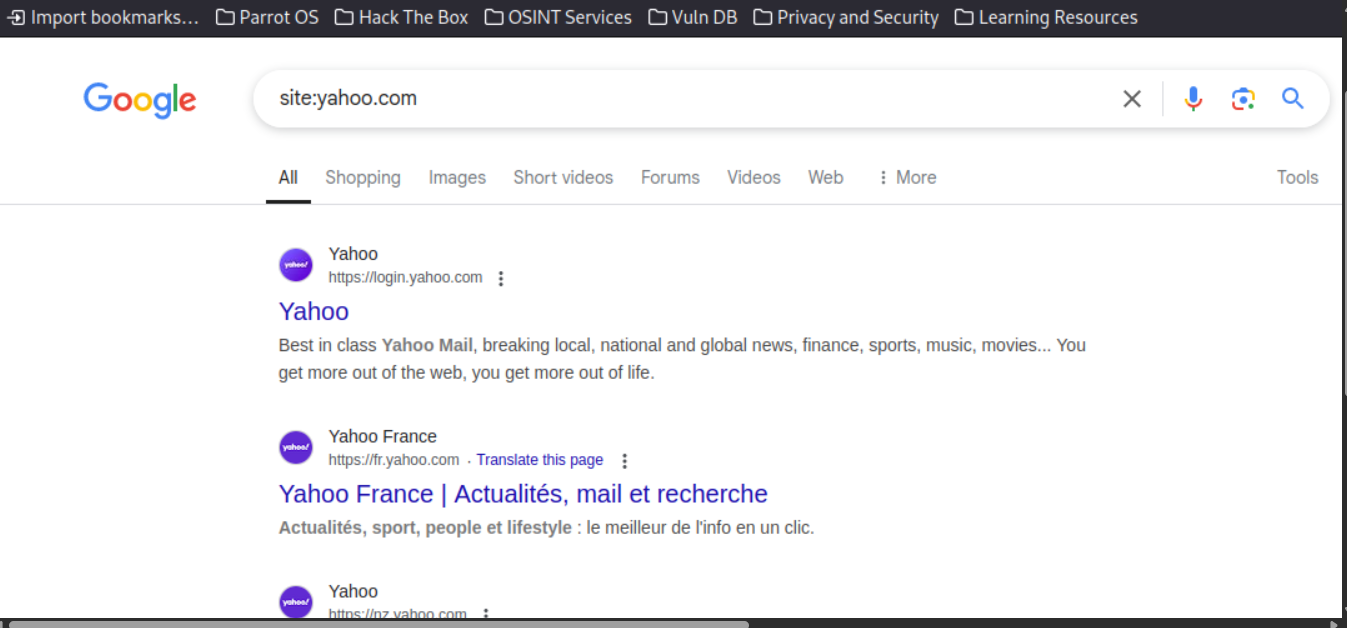 Import bookmarks... Parrot OS Hack The Box OSINT Services Vuln DB Privacy and Security Learning Resources
Google site:yahoo.com
All Shopping Images Short videos Forums Videos Web More Tools
yahoo!
Yahoo
https://login.yahoo.com
Yahoo
Best in class Yahoo Mail, breaking local, national and global news, finance, sports, music, movies... You
get more out of the web, you get more out of life.
yahoo!
Yahoo France
https://fr.yahoo.com · Translate this page
Yahoo France | Actualités, mail et recherche
Actualités, sport, people et lifestyle : le meilleur de l'info en un clic.
yahoo!
Yahoo
https://nz.yahoo.com